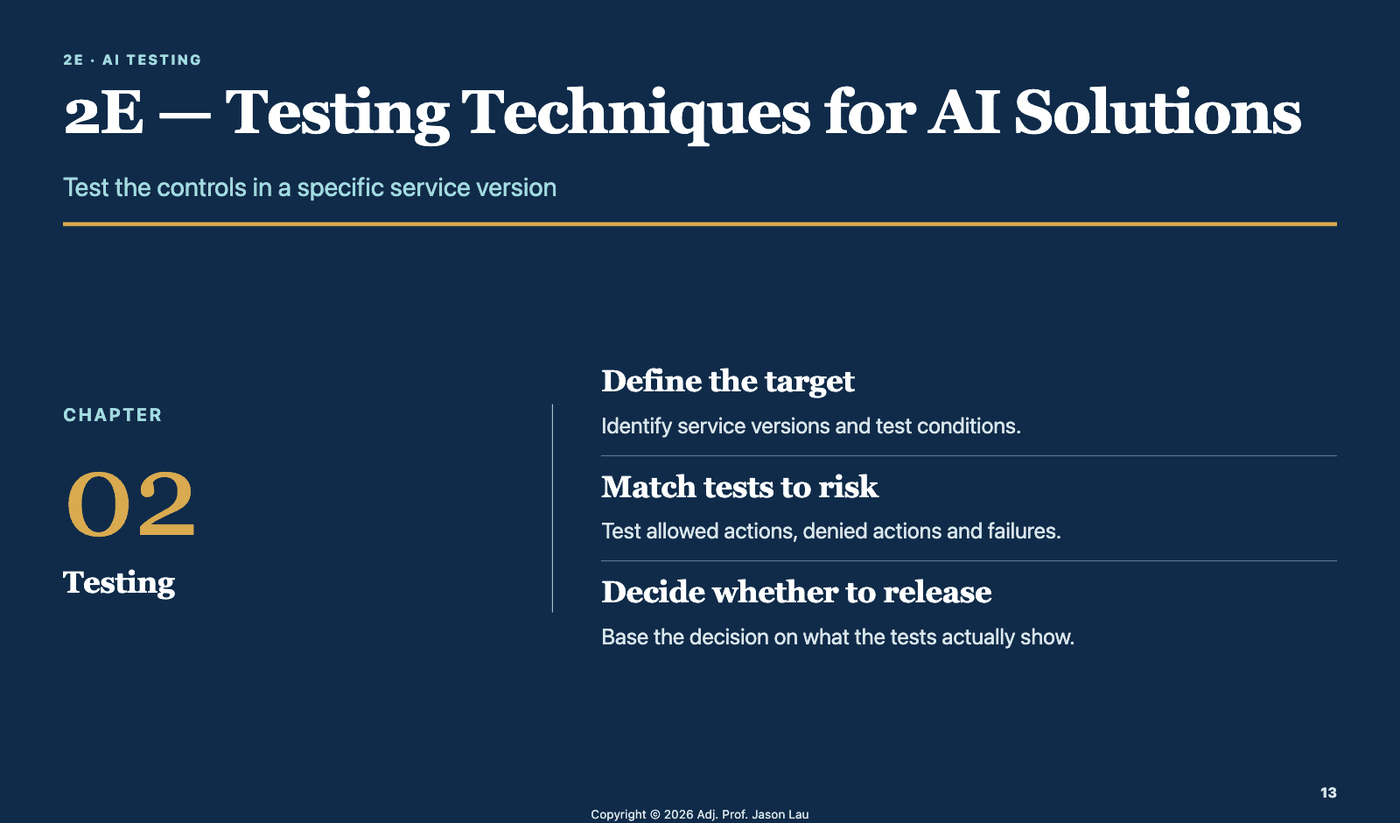 2E · AI TESTING
2E — Testing Techniques for AI Solutions
Test the controls in a specific service version
CHAPTER
02
Testing
Define the target
Identify service versions and test conditions.
Match tests to risk
Test allowed actions, denied actions and failures.
Decide whether to release
Base the decision on what the tests actually show.
13
Copyright © 2026 Adj. Prof. Jason Lau